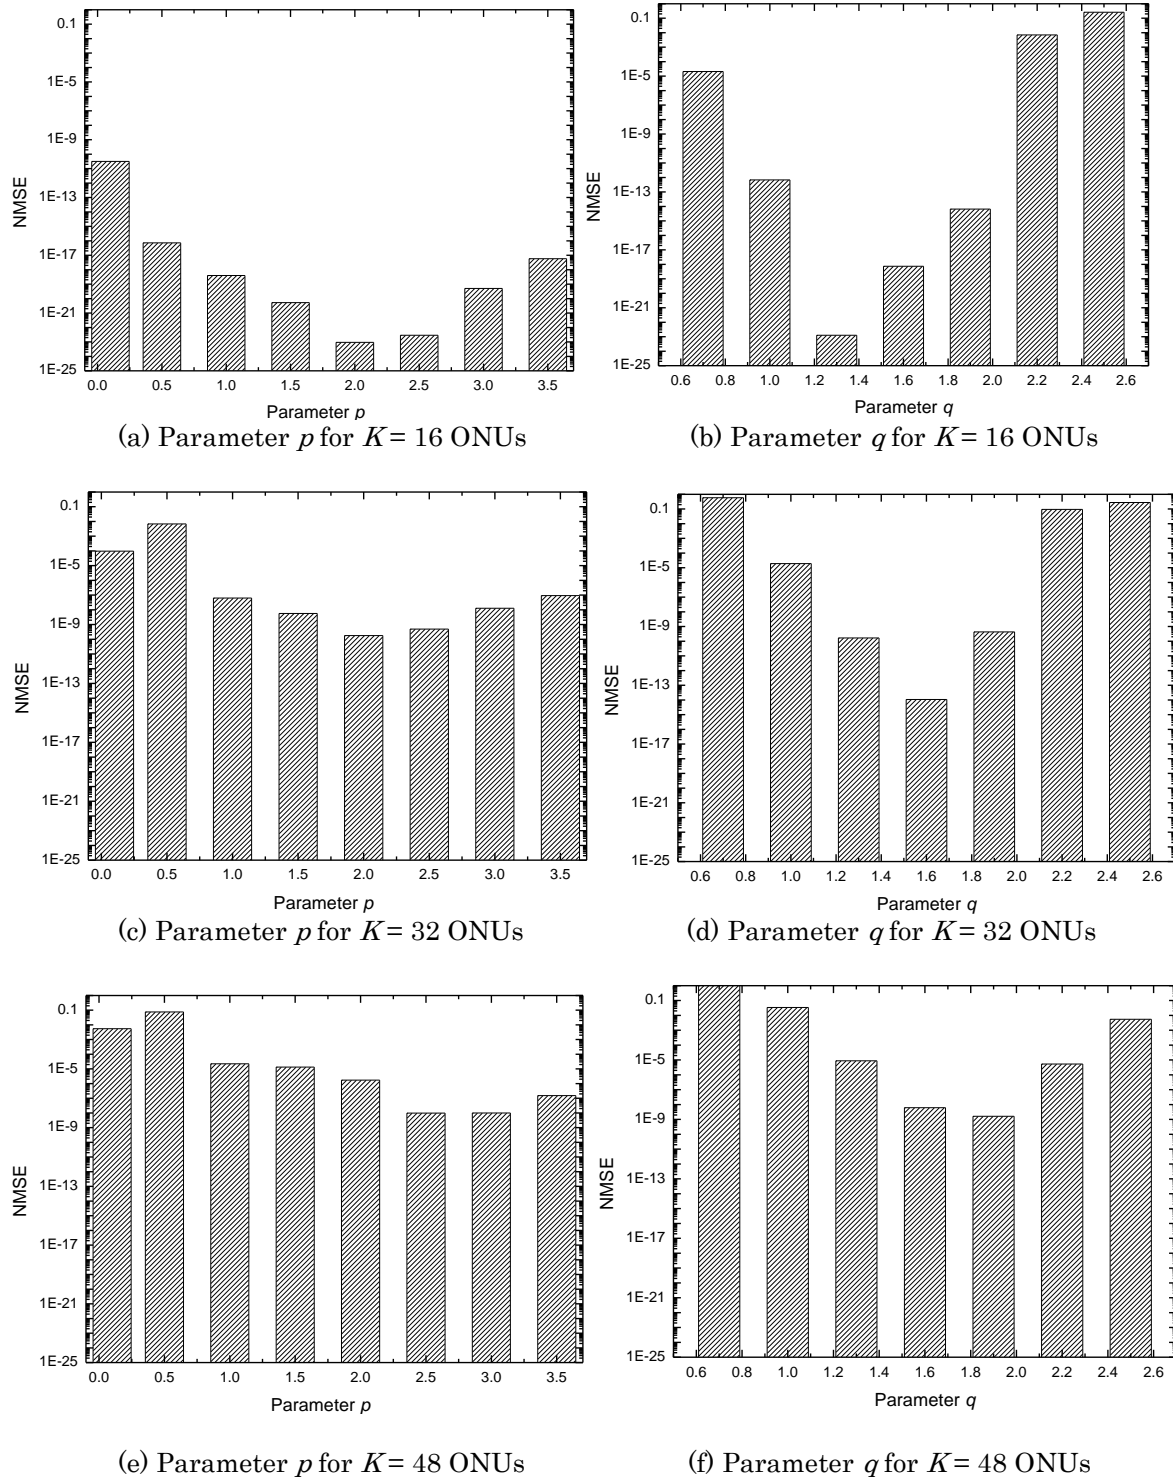 0.1
1E-5
1E-9
1E-13
1E-17
1E-21
1E-25
NMSE
0.0 0.5 1.0 1.5 2.0 2.5 3.0 3.5
Parameter p
(a) Parameter p for K = 16 ONUs
0.1
1E-5
1E-9
1E-13
1E-17
1E-21
1E-25
NMSE
0.6 0.8 1.0 1.2 1.4 1.6 1.8 2.0 2.2 2.4 2.6
Parameter q
(b) Parameter q for K = 16 ONUs
0.1
1E-5
1E-9
1E-13
1E-17
1E-21
1E-25
NMSE
0.0 0.5 1.0 1.5 2.0 2.5 3.0 3.5
Parameter p
(c) Parameter p for K = 32 ONUs
0.1
1E-5
1E-9
1E-13
1E-17
1E-21
1E-25
NMSE
0.6 0.8 1.0 1.2 1.4 1.6 1.8 2.0 2.2 2.4 2.6
Parameter q
(d) Parameter q for K = 32 ONUs
0.1
1E-5
1E-9
1E-13
1E-17
1E-21
1E-25
NMSE
0.0 0.5 1.0 1.5 2.0 2.5 3.0 3.5
Parameter p
(e) Parameter p for K = 48 ONUs
0.1
1E-5
1E-9
1E-13
1E-17
1E-21
1E-25
NMSE
0.6 0.8 1.0 1.2 1.4 1.6 1.8 2.0 2.2 2.4 2.6
Parameter q
(f) Parameter q for K = 48 ONUs